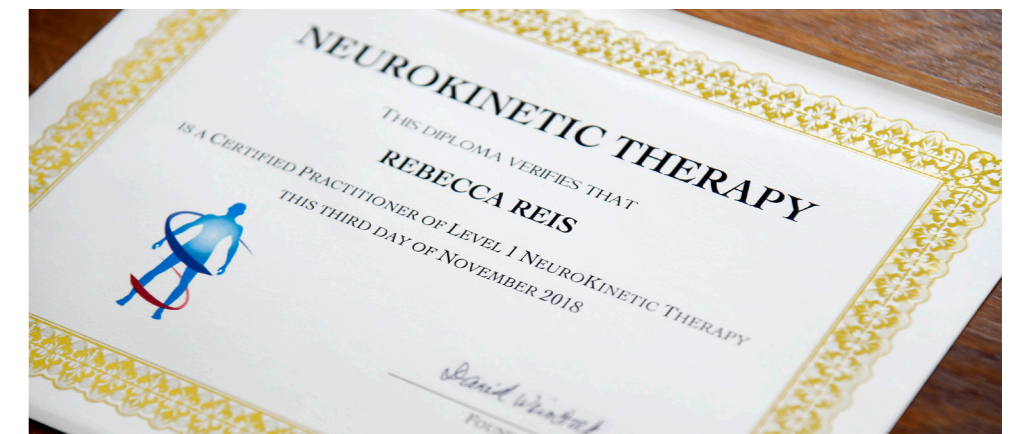 NEUROKINETIC THERAPY
THIS DIPLOMA VERIFIES THAT
REBECCA REIS
IS A CERTIFIED PRACTITIONER OF LEVEL 1 NEUROKINETIC THERAPY
THIS THIRD DAY OF NOVEMBER 2018
David